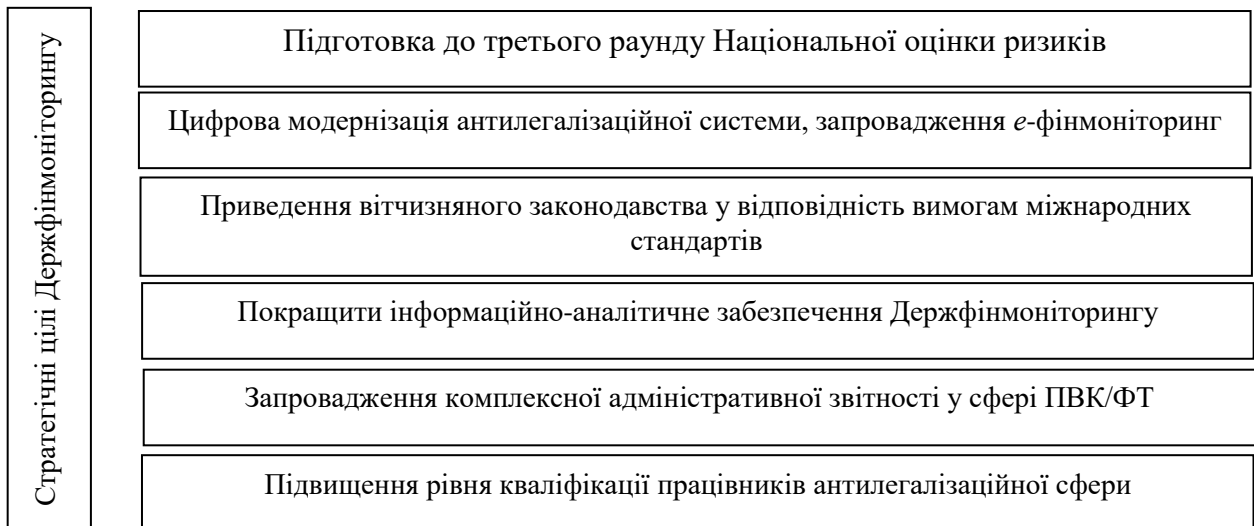 Стратегічні цілі Держфінмоніторингу
Підготовка до третього раунду Національної оцінки ризиків
Цифрова модернізація антилегалізаційної системи, запровадження е-фінмоніторинг
Приведення вітчизняного законодавства у відповідність вимогам міжнародних
стандартів
Покращити інформаційно-аналітичне забезпечення Держфінмоніторингу
Запровадження комплексної адміністративної звітності у сфері ПВК/ФТ
Підвищення рівня кваліфікації працівників антилегалізаційної сфери